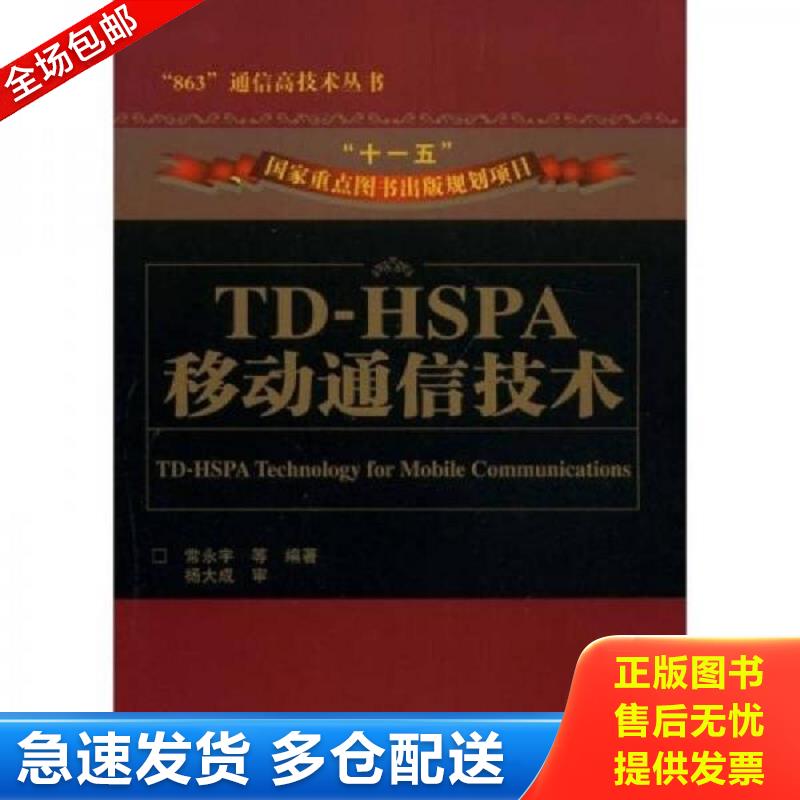 全场包邮
“863”通信高技术丛书
“十一五”
国家重点图书出版规划项目
TD-HSPA
移动通信技术
TD-HSPA Technology for Mobile Communications
□ 常永宇 等 编著
杨大成 审
正版图书
售后无忧
提供发票
急速发货 多仓配送